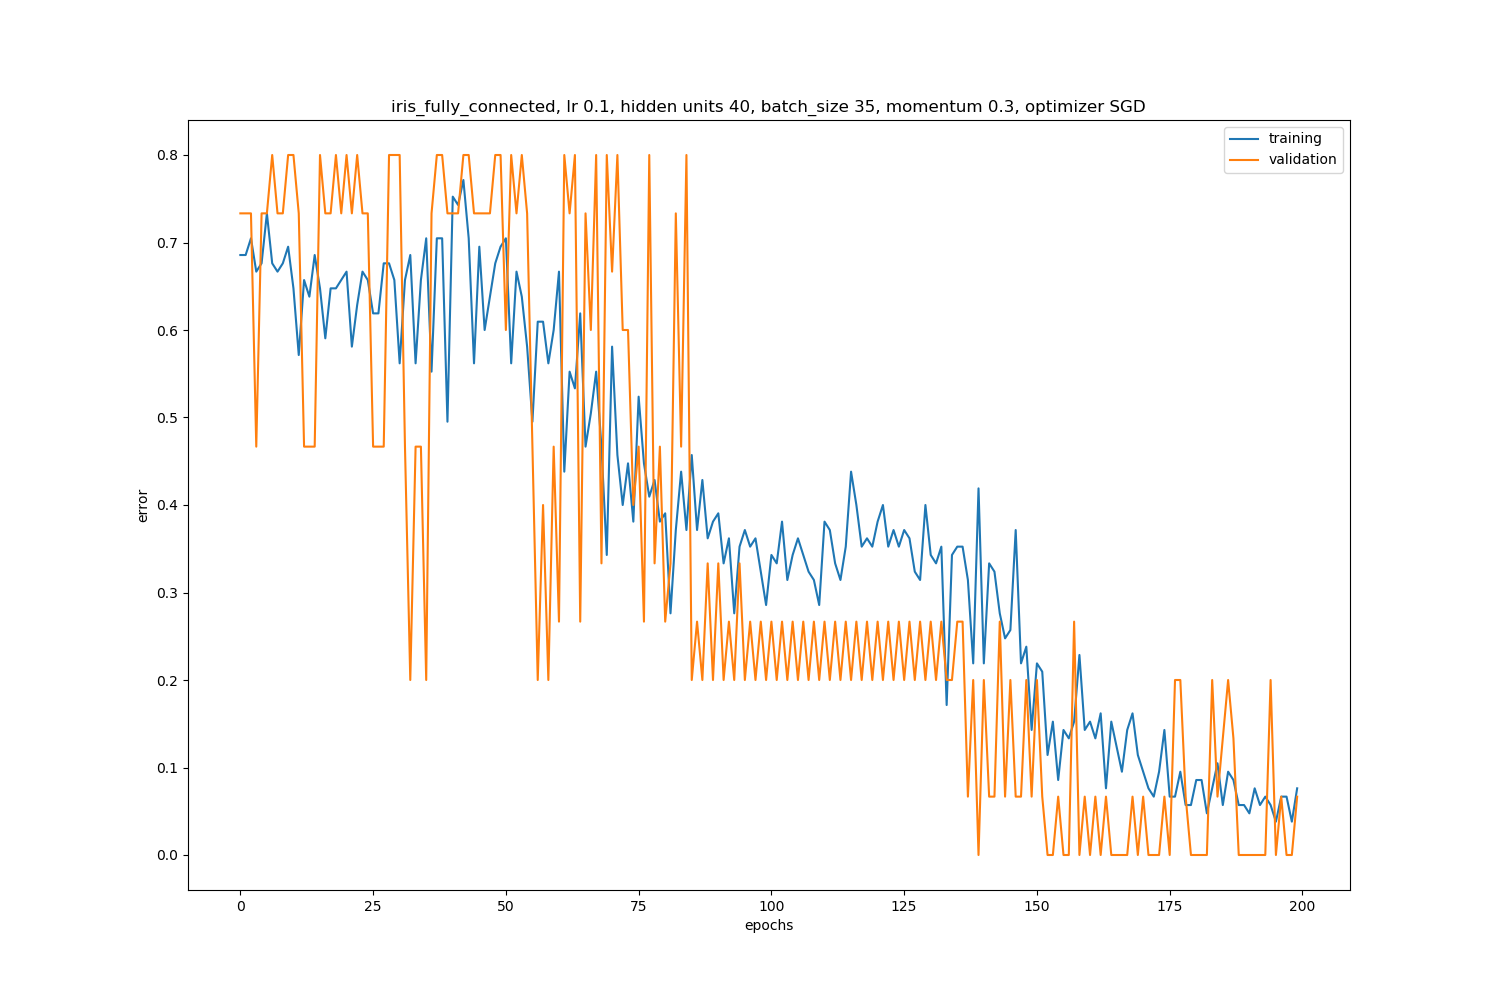 iris_fully_connected, lr 0.1, hidden units 40, batch_size 35, momentum 0.3, optimizer SGD
training
validation
0.8
0.7
0.6
0.5
0.4
0.3
0.2
0.1
0.0
error
0 25 50 75 100 125 150 175 200
epochs